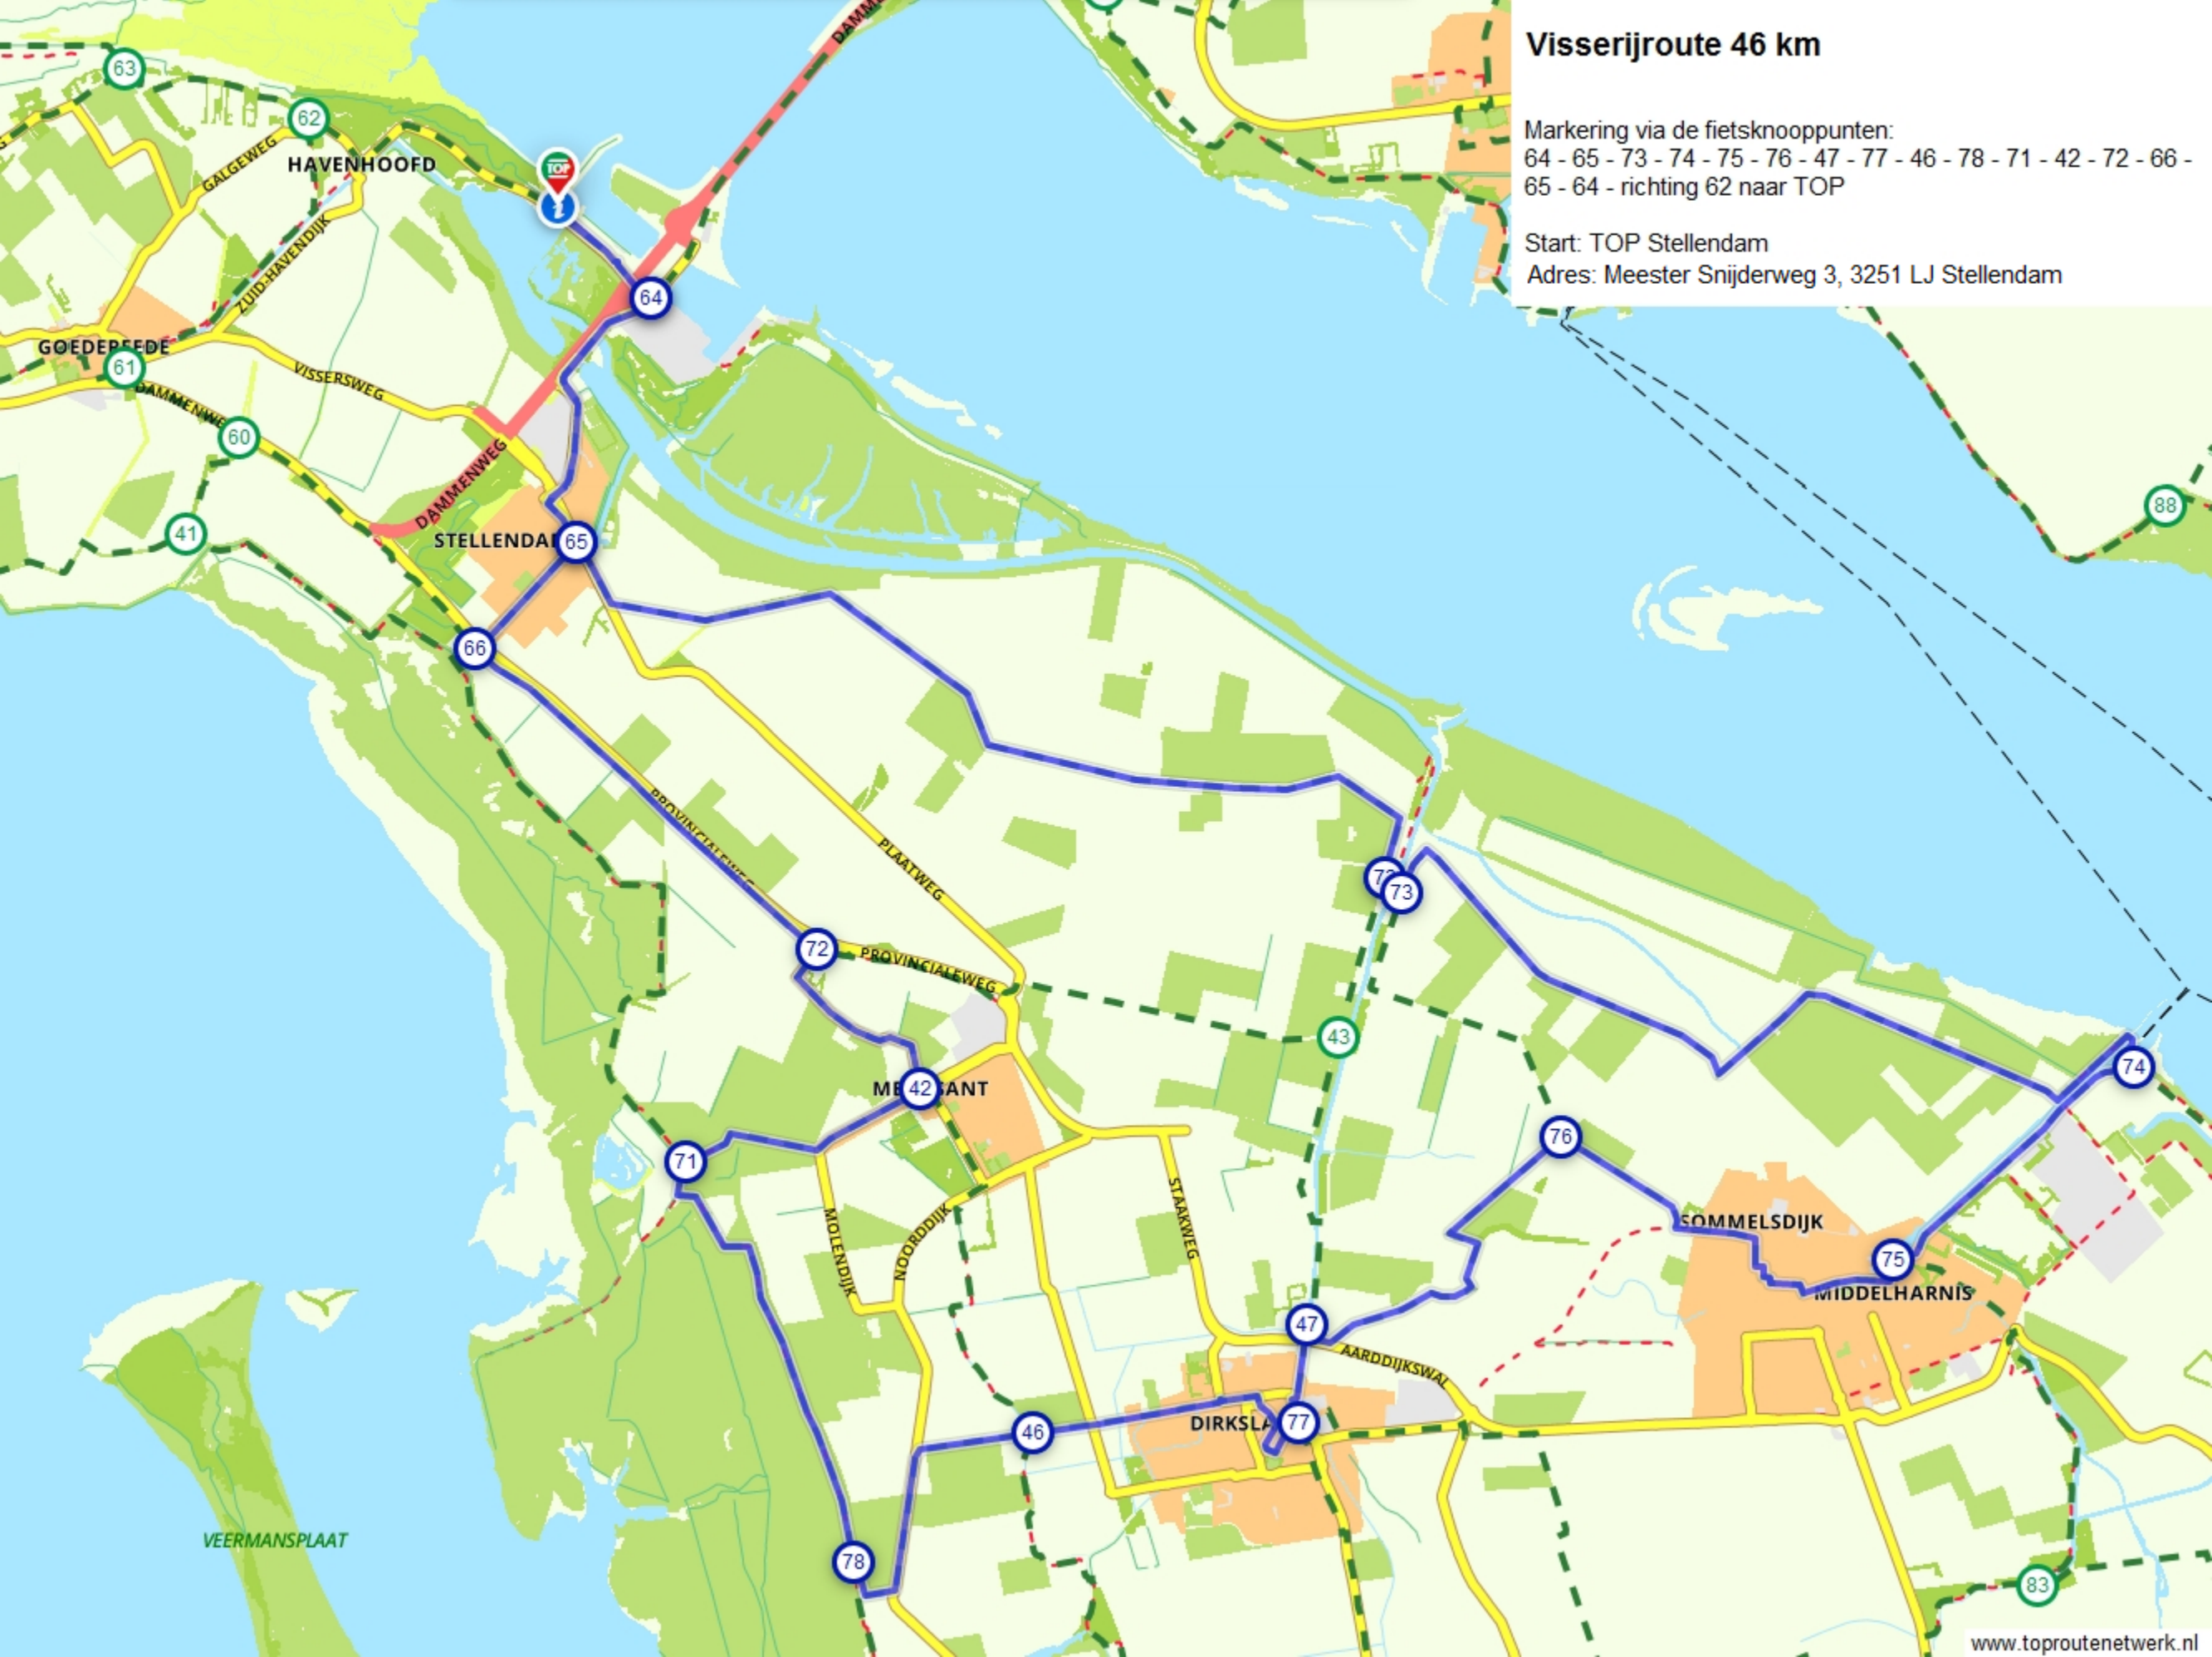 Visserijroute 46 km
Markering via de fietsknooppunten:
64 - 65 - 73 - 74 - 75 - 76 - 47 - 77 - 46 - 78 - 71 - 42 - 72 - 66 -
65 - 64 - richting 62 naar TOP
Start: TOP Stellendam
Adres: Meester Snijderweg 3, 3251 LJ Stellendam
63
62
HAVENHOOFD
GALGEWEG
TOP
i
64
ZUID-HAVENDIJK
GOEDEREEDE
61
VISSERSWEG
60
DAMMENWEG
41
65
66
88
PROVINCIALEWEG
PLAATWEG
73
72
PROVINCIALEWEG
43
74
42
76
71
SOMMELSDIJK
75
MIDDELHARNIS
MOLENDIJK
NOORDDIJK
STAAKWEG
47
AARDDIJKSWAL
46
77
VEERMANSPLAAT
78
83
www.toproutenetwerk.nl